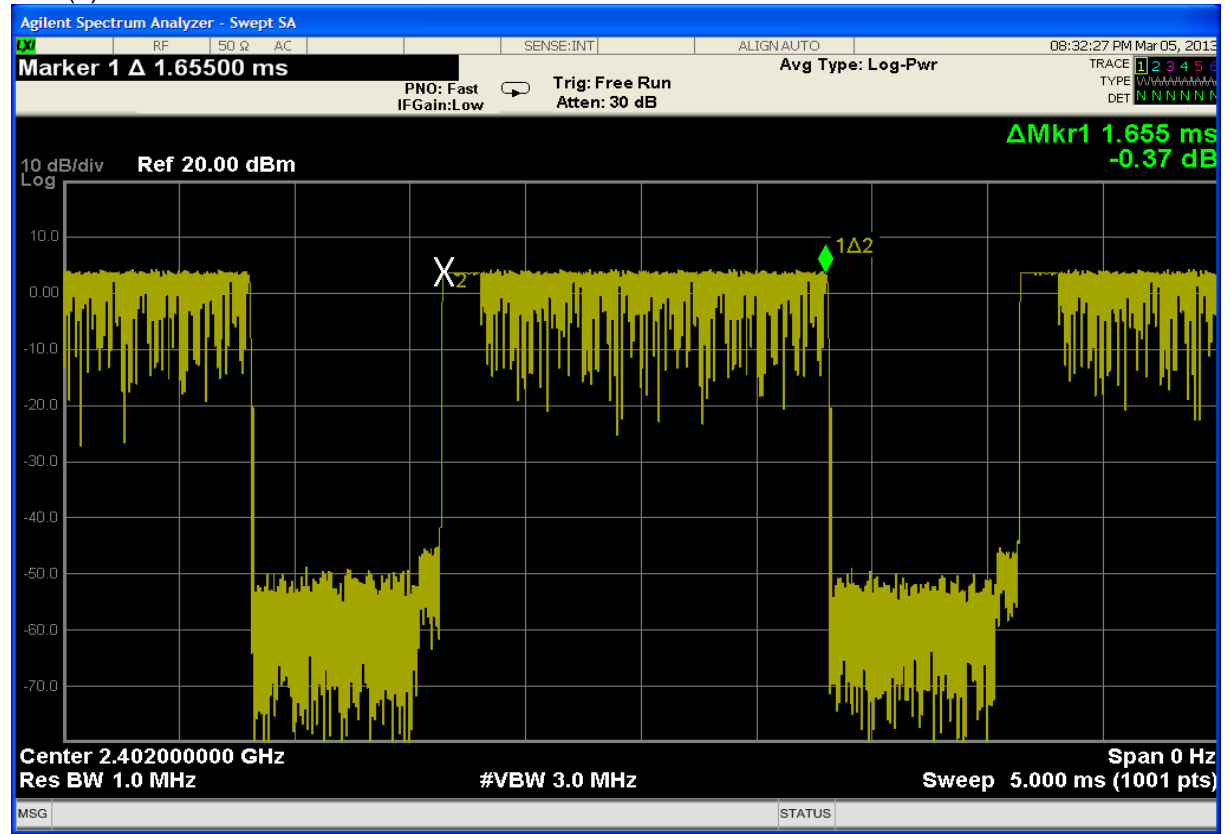 Agilent Spectrum Analyzer - Swept SA
LXI RF 50 Ω AC SENSE:INT ALIGN AUTO 08:32:27 PM Mar 05, 2013
Marker 1 Δ 1.65500 ms
PNO: Fast
IFGain:Low
Trig: Free Run
Atten: 30 dB
Avg Type: Log-Pwr
TRACE 1 2 3 4 5 6
TYPE
DET N N N N N N
ΔMkr1 1.655 ms
-0.37 dB
10 dB/div Ref 20.00 dBm
Log
10.0
1Δ2
X2
0.00
-10.0
-20.0
-30.0
-40.0
-50.0
-60.0
-70.0
Center 2.402000000 GHz Span 0 Hz
Res BW 1.0 MHz #VBW 3.0 MHz Sweep 5.000 ms (1001 pts)
MSG STATUS